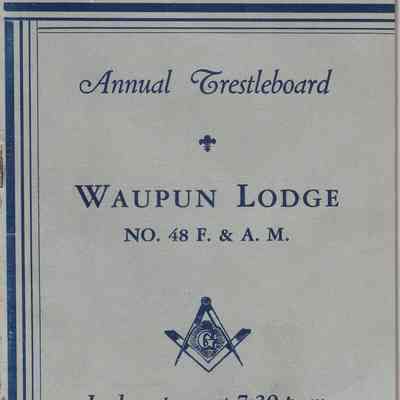 Annual Trestleboard
WAUPUN LODGE
NO. 48 F. & A. M.
G